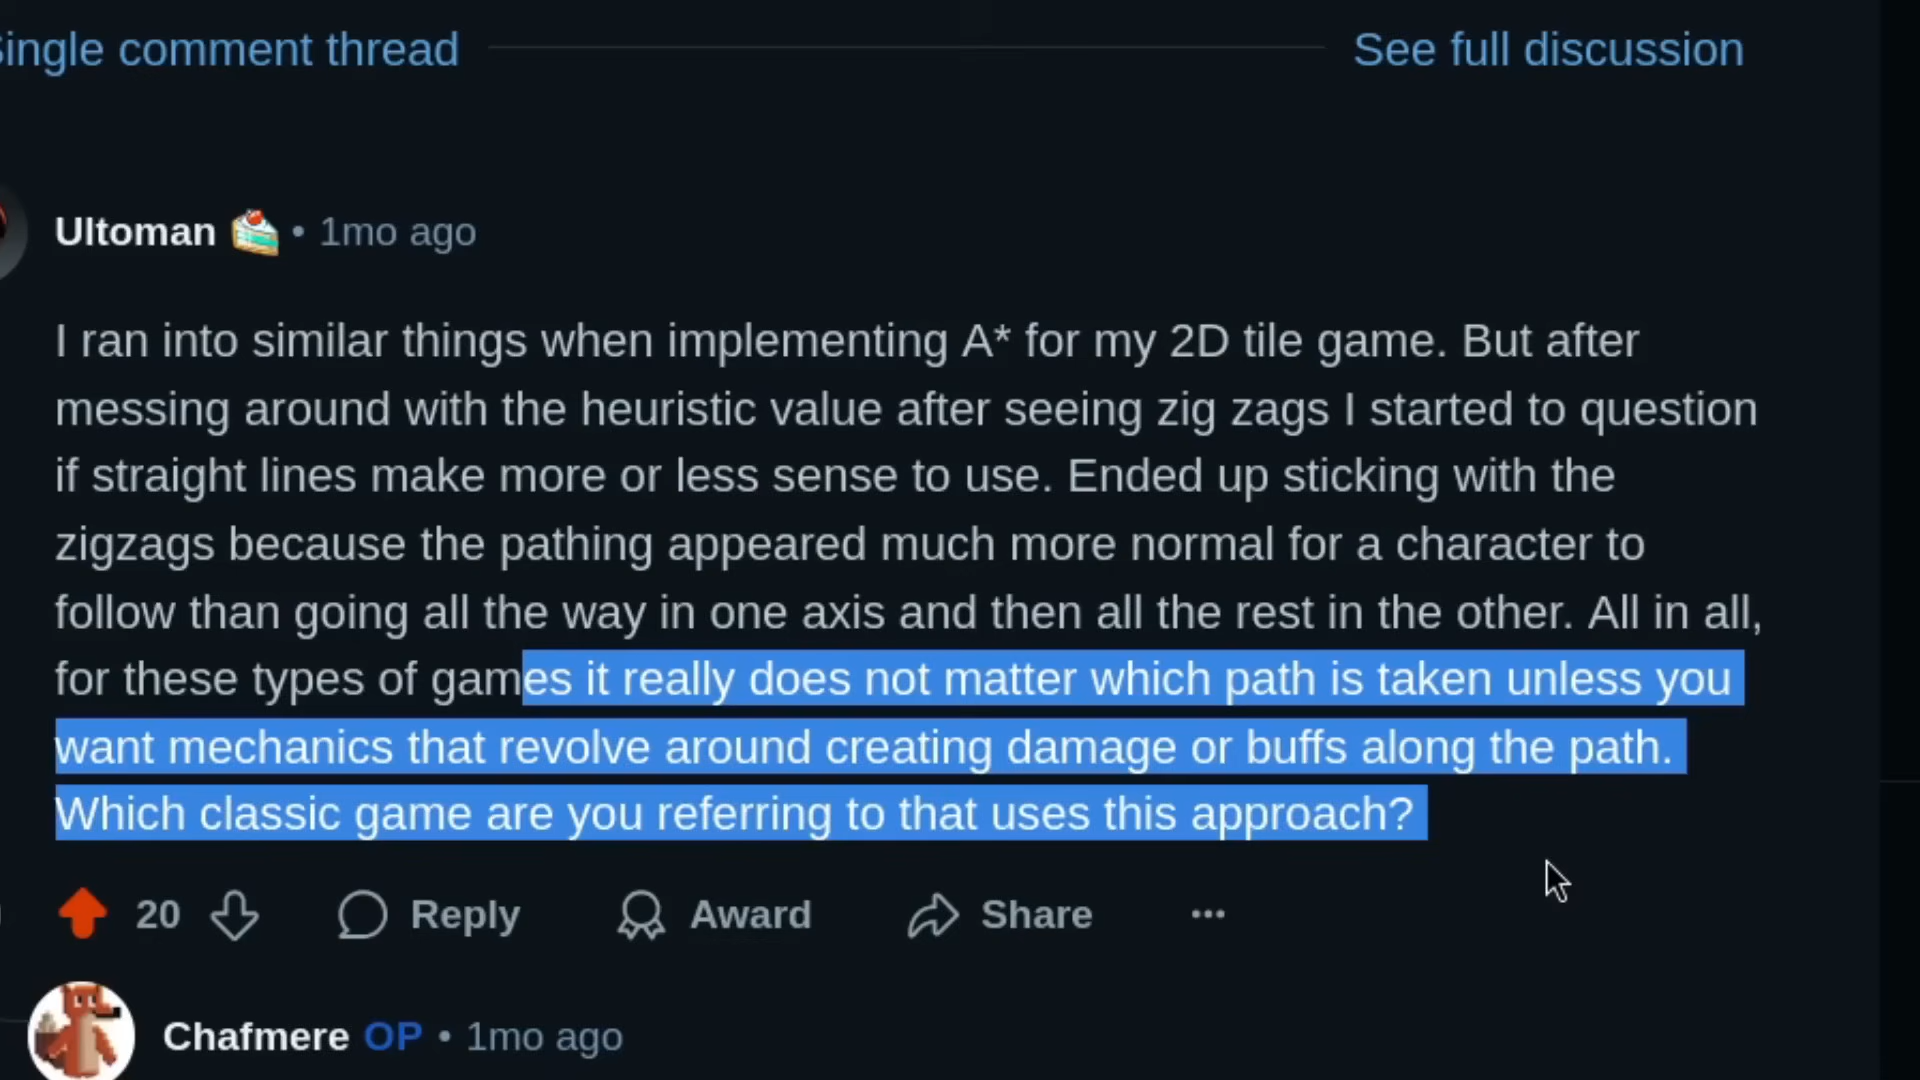 Single comment thread
See full discussion
Ultoman • 1mo ago
I ran into similar things when implementing A* for my 2D tile game. But after
messing around with the heuristic value after seeing zig zags I started to question
if straight lines make more or less sense to use. Ended up sticking with the
zigzags because the pathing appeared much more normal for a character to
follow than going all the way in one axis and then all the rest in the other. All in all,
for these types of games it really does not matter which path is taken unless you
want mechanics that revolve around creating damage or buffs along the path.
Which classic game are you referring to that uses this approach?
20 Reply Award Share
Chafmere OP • 1mo ago